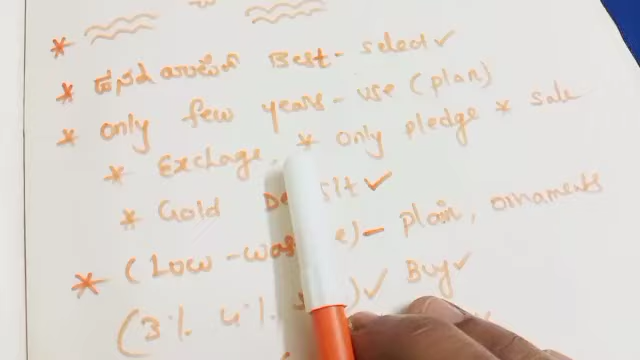 *
* Best - select ✓
* only few years - use (plan)
* Exchage. * only pledge * sale
* Gold ✓
* (Low - - plain, ornaments
(3% 4% ) ✓ Buy ✓